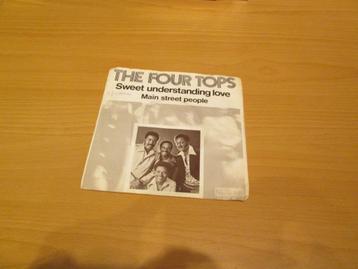 THE FOUR TOPS
Sweet understanding love
Main street people